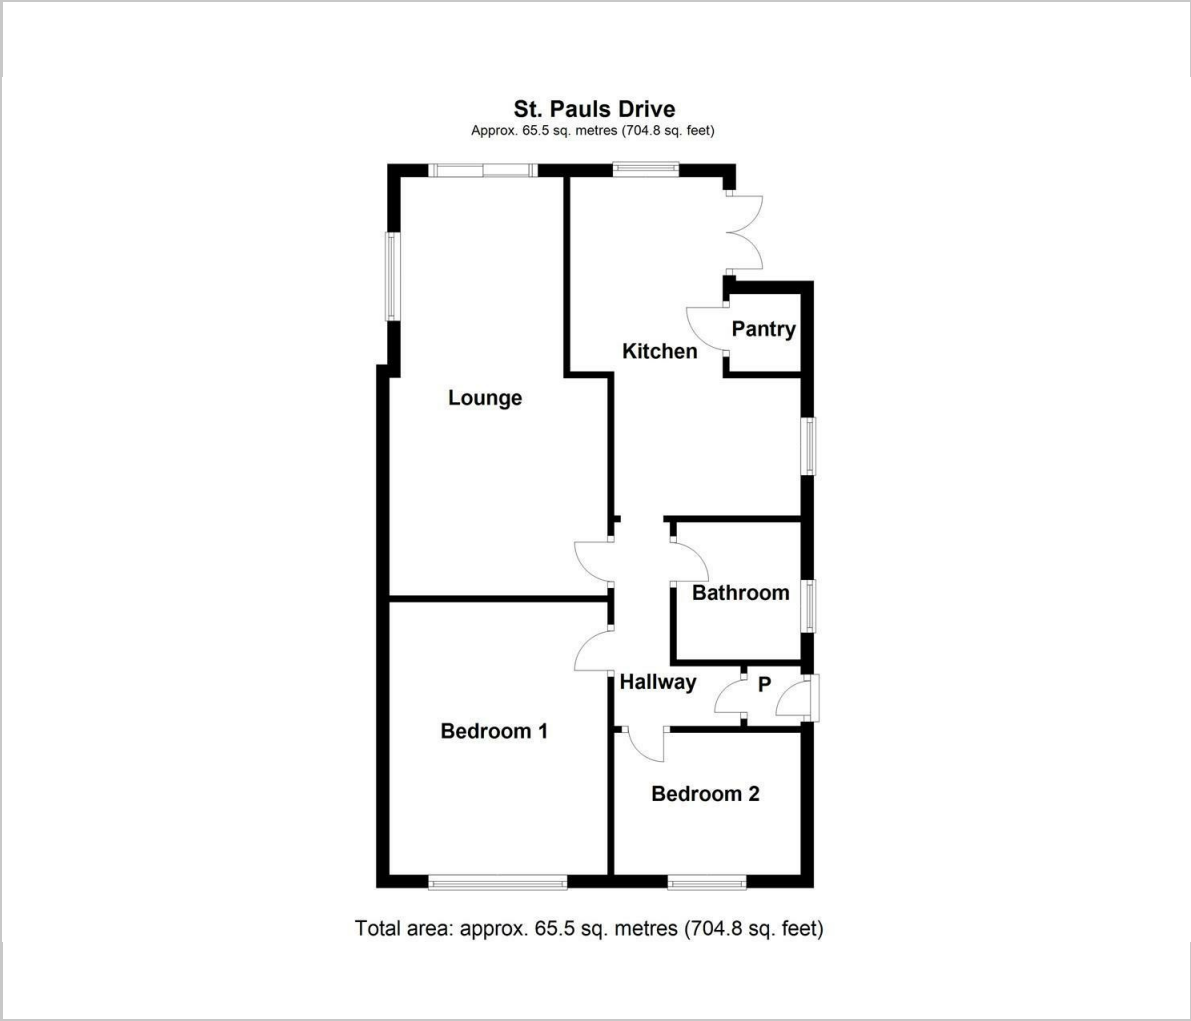 St. Pauls Drive
Approx. 65.5 sq. metres (704.8 sq. feet)
Pantry
Kitchen
Lounge
Bathroom
Hallway
P
Bedroom 1
Bedroom 2
Total area: approx. 65.5 sq. metres (704.8 sq. feet)